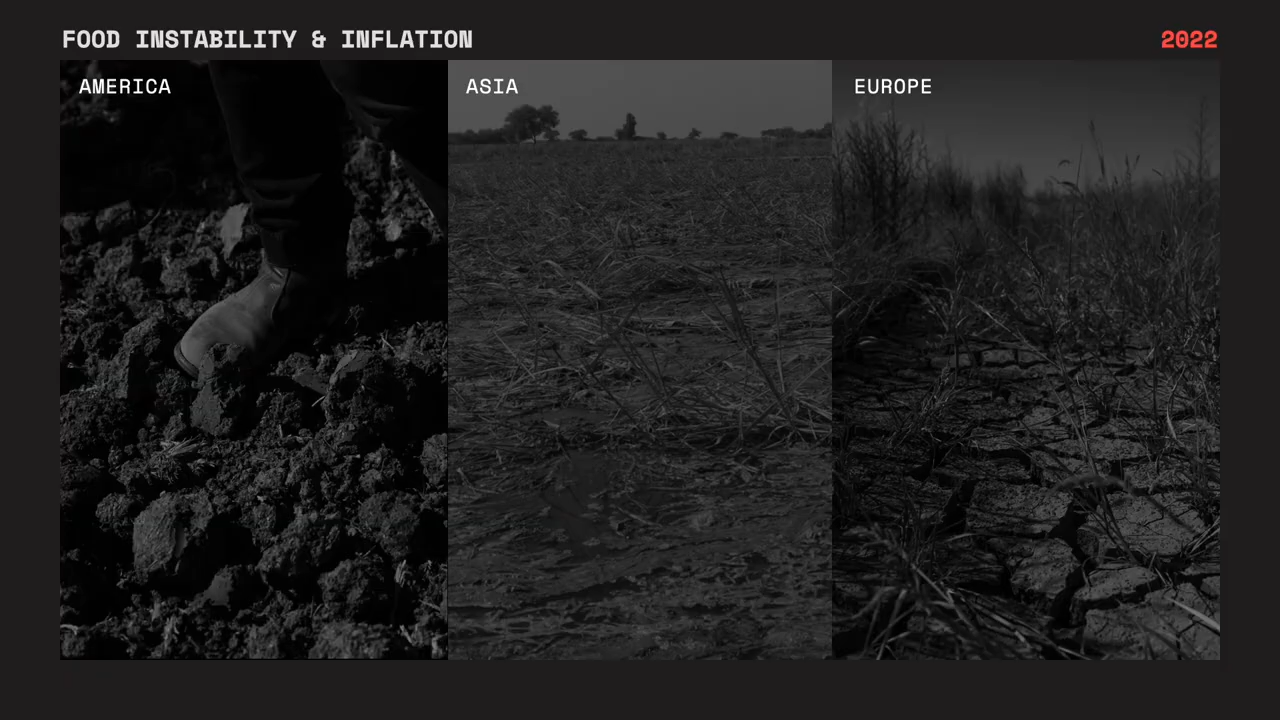 FOOD INSTABILITY & INFLATION
2022
AMERICA
ASIA
EUROPE